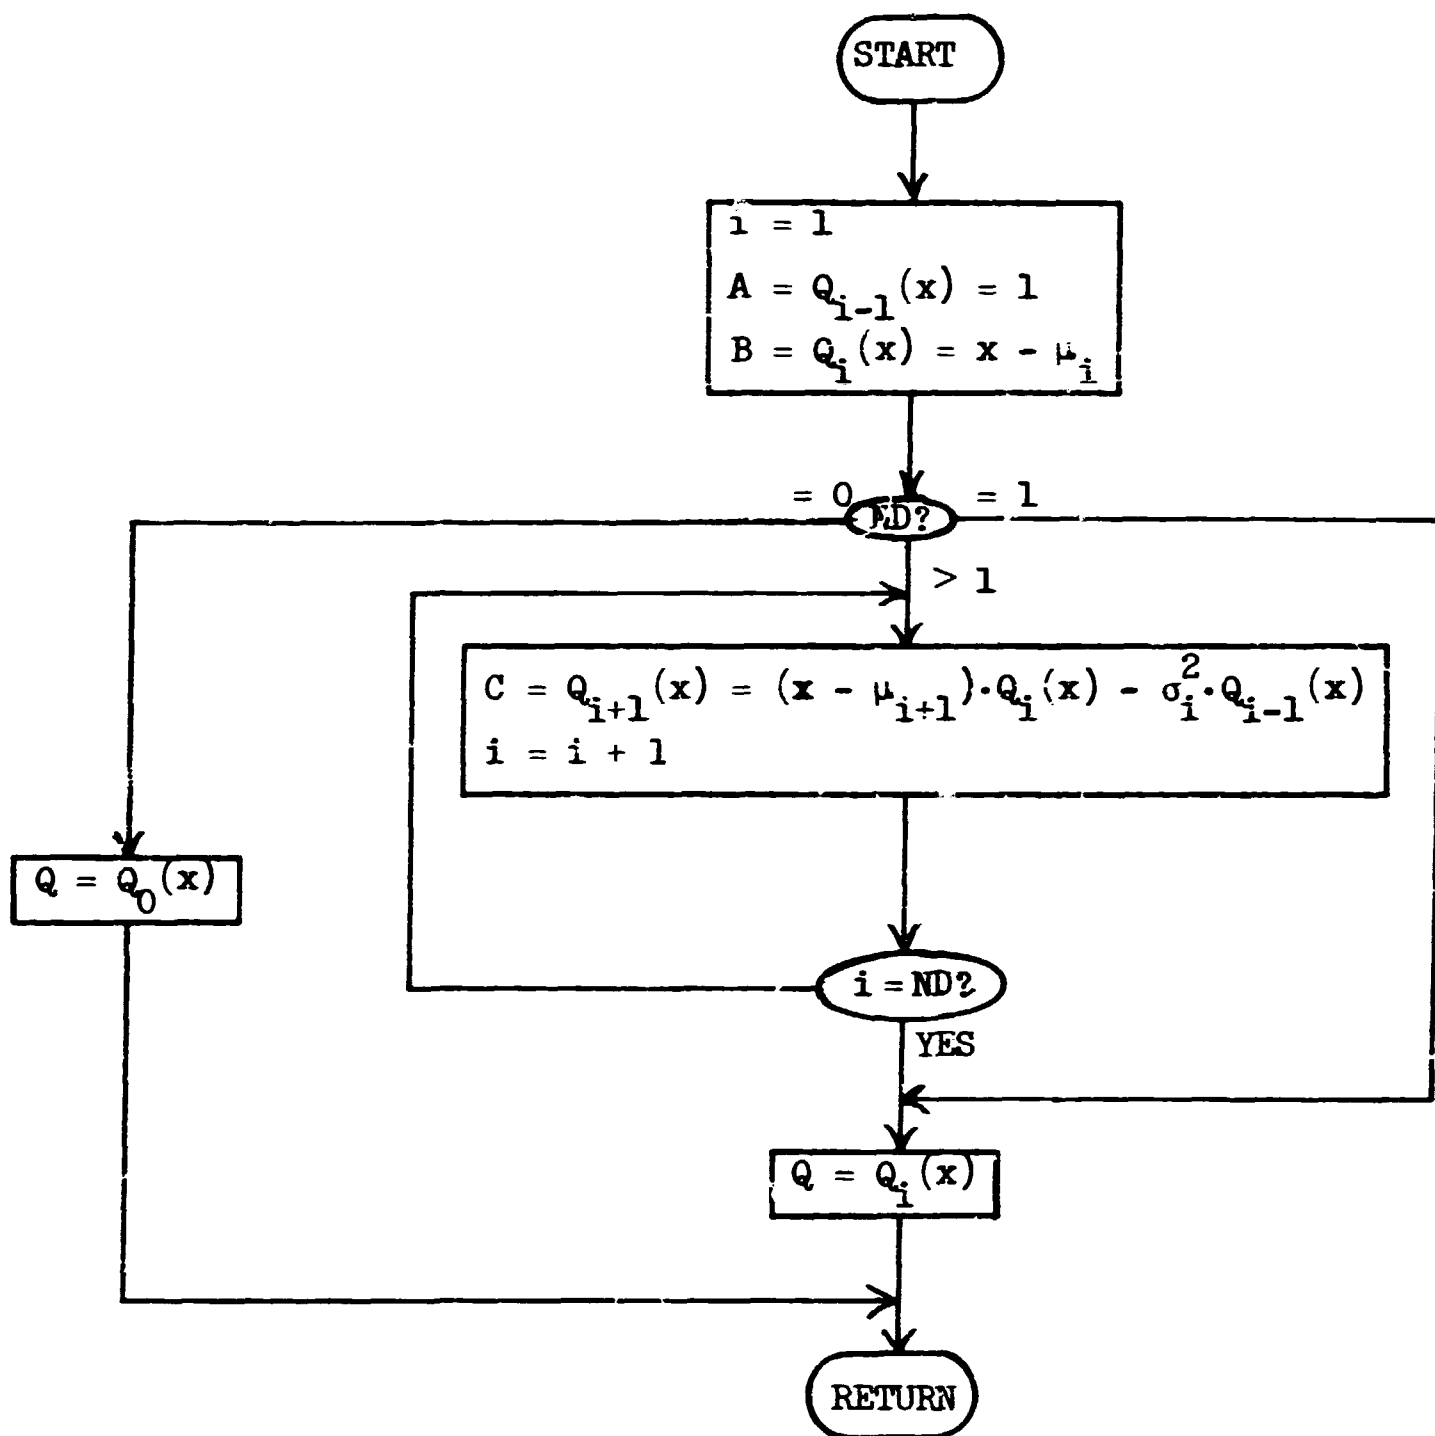 START
i = 1
A = Q_{i-1}(x) = 1
B = Q_i(x) = x - μ_i
= 0
ND?
= 1
> 1
C = Q_{i+1}(x) = (x - μ_{i+1})·Q_i(x) - σ_i^2·Q_{i-1}(x)
i = i + 1
Q = Q_0(x)
i = ND?
YES
Q = Q_i(x)
RETURN